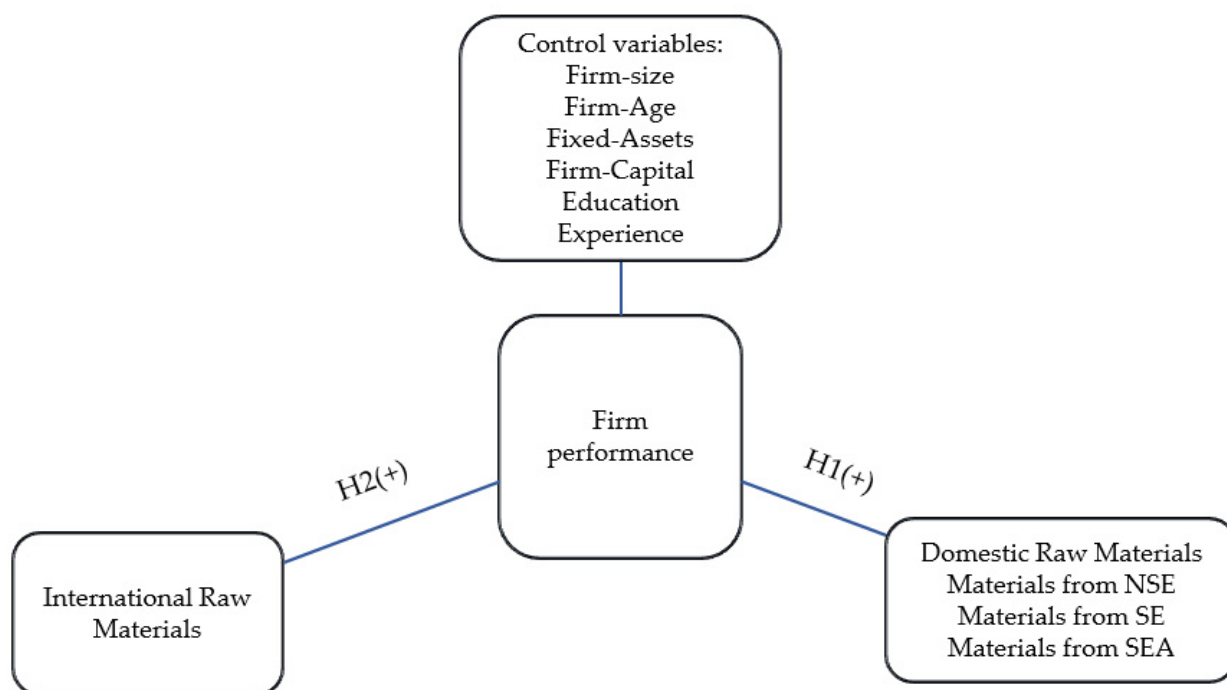 Control variables:
Firm-size
Firm-Age
Fixed-Assets
Firm-Capital
Education
Experience
Firm
performance
H2(+)
H1(+)
International Raw
Materials
Domestic Raw Materials
Materials from NSE
Materials from SE
Materials from SEA